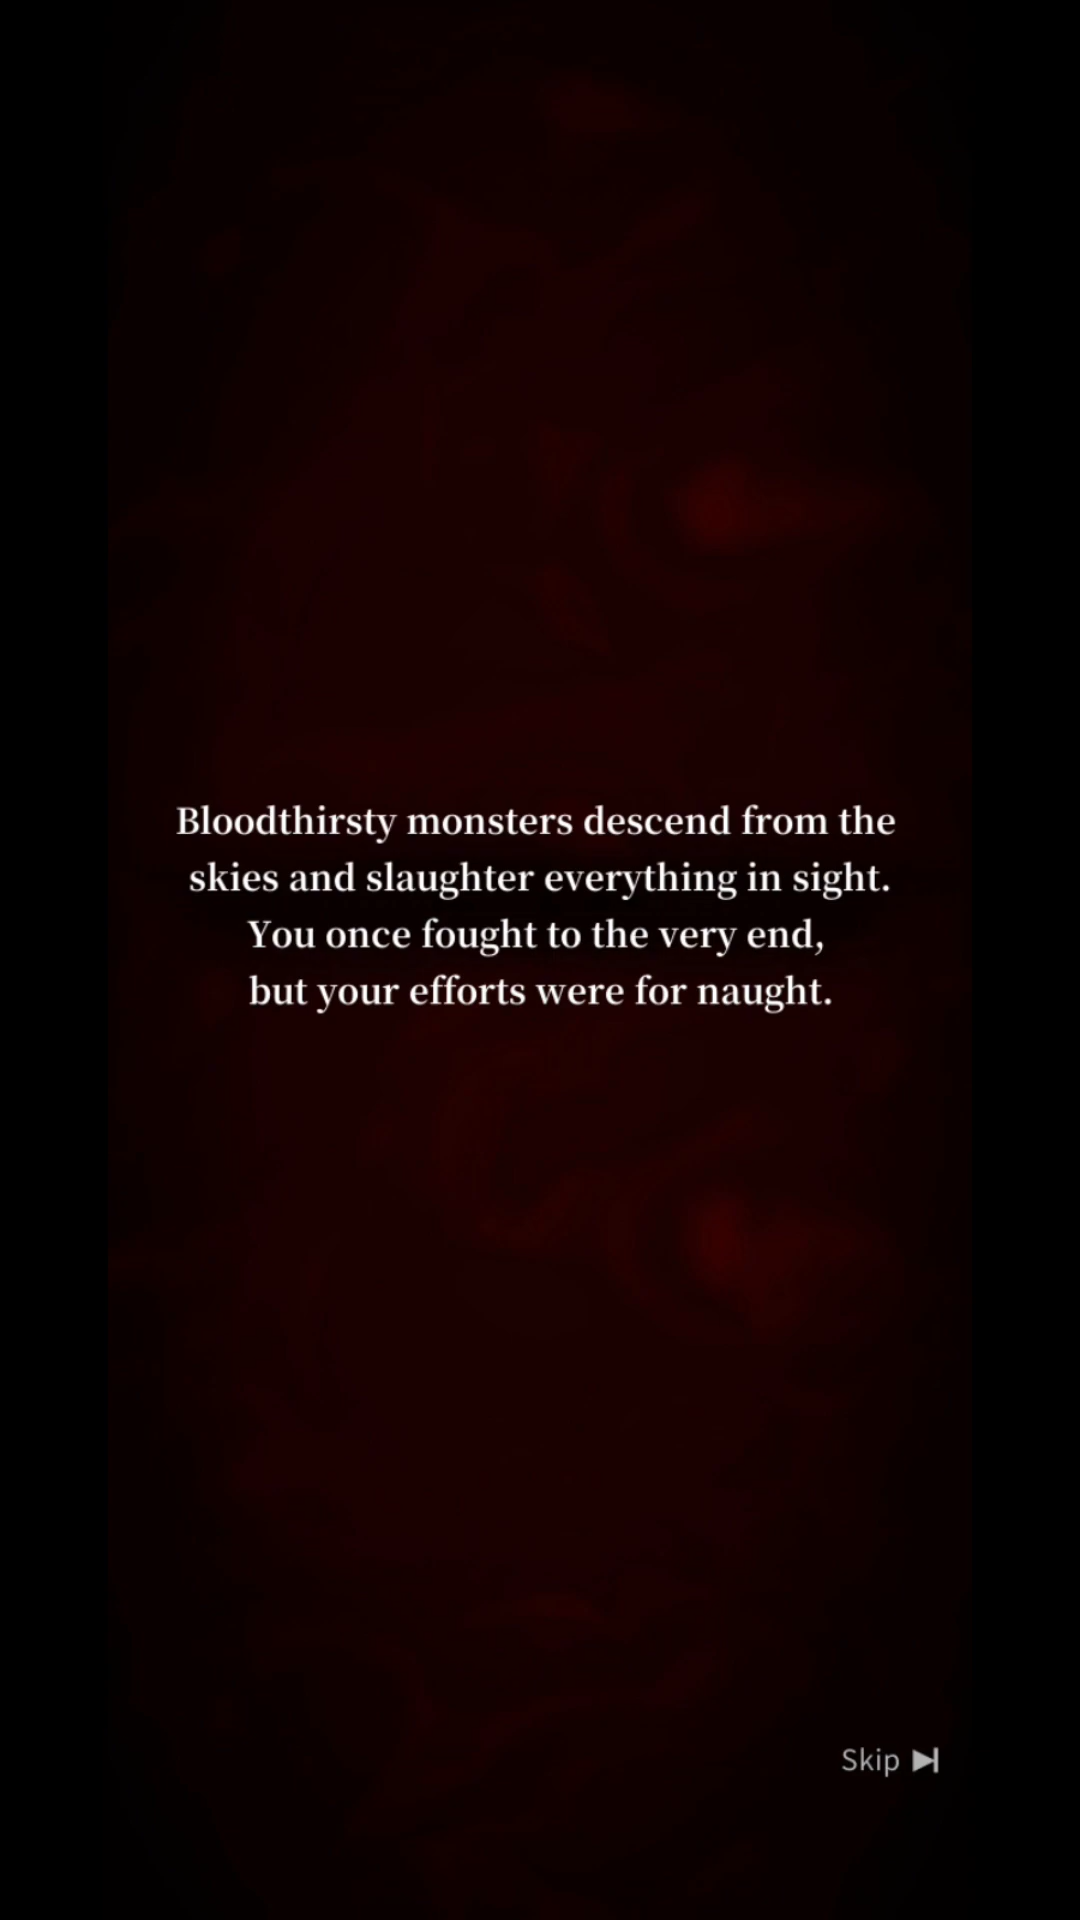 Bloodthirsty monsters descend from the
skies and slaughter everything in sight.
You once fought to the very end,
but your efforts were for naught.
Skip